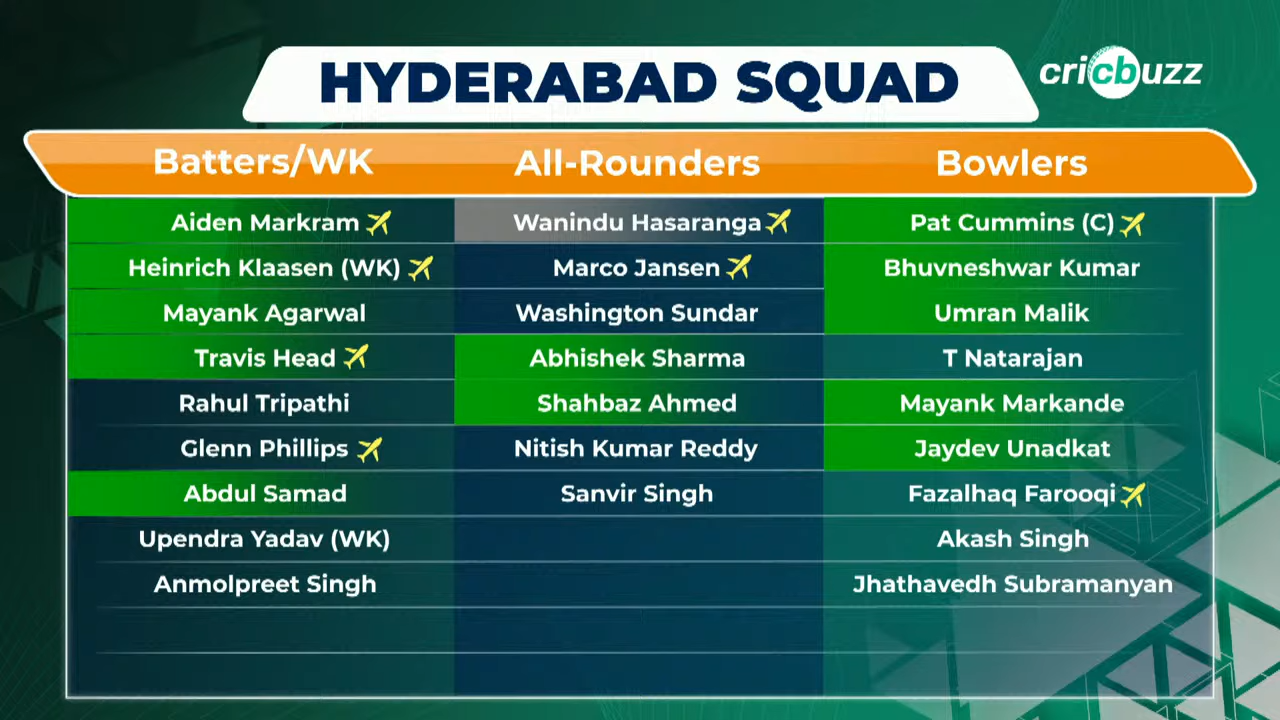 HYDERABAD SQUAD
cricbuzz
Batters/WK
Aiden Markram
Heinrich Klaasen (WK)
Mayank Agarwal
Travis Head
Rahul Tripathi
Glenn Phillips
Abdul Samad
Upendra Yadav (WK)
Anmolpreet Singh
All-Rounders
Wanindu Hasaranga
Marco Jansen
Washington Sundar
Abhishek Sharma
Shahbaz Ahmed
Nitish Kumar Reddy
Sanvir Singh
Bowlers
Pat Cummins (C)
Bhuvneshwar Kumar
Umran Malik
T Natarajan
Mayank Markande
Jaydev Unadkat
Fazalhaq Farooqi
Akash Singh
Jhathavedh Subramanyan